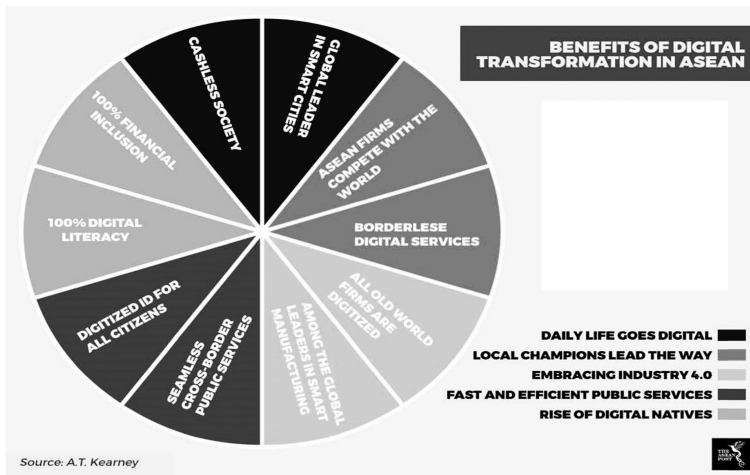 BENEFITS OF DIGITAL
TRANSFORMATION IN ASEAN
CASHLESS SOCIETY
GLOBAL LEADER
IN SMART CITIES
ASEAN FIRMS
COMPETE WITH THE
WORLD
BORDERLESE
DIGITAL SERVICES
ALL OLD WORLD
FIRMS ARE
DIGITIZED
AMONG THE GLOBAL
LEADERS IN SMART
MANUFACTURING
SEAMLESS
CROSS-BORDER
PUBLIC SERVICES
DIGITIZED ID FOR
ALL CITIZENS
100% DIGITAL
LITERACY
100% FINANCIAL
INCLUSION
DAILY LIFE GOES DIGITAL
LOCAL CHAMPIONS LEAD THE WAY
EMBRACING INDUSTRY 4.0
FAST AND EFFICIENT PUBLIC SERVICES
RISE OF DIGITAL NATIVES
Source: A.T. Kearney
THE
ASEAN
POST